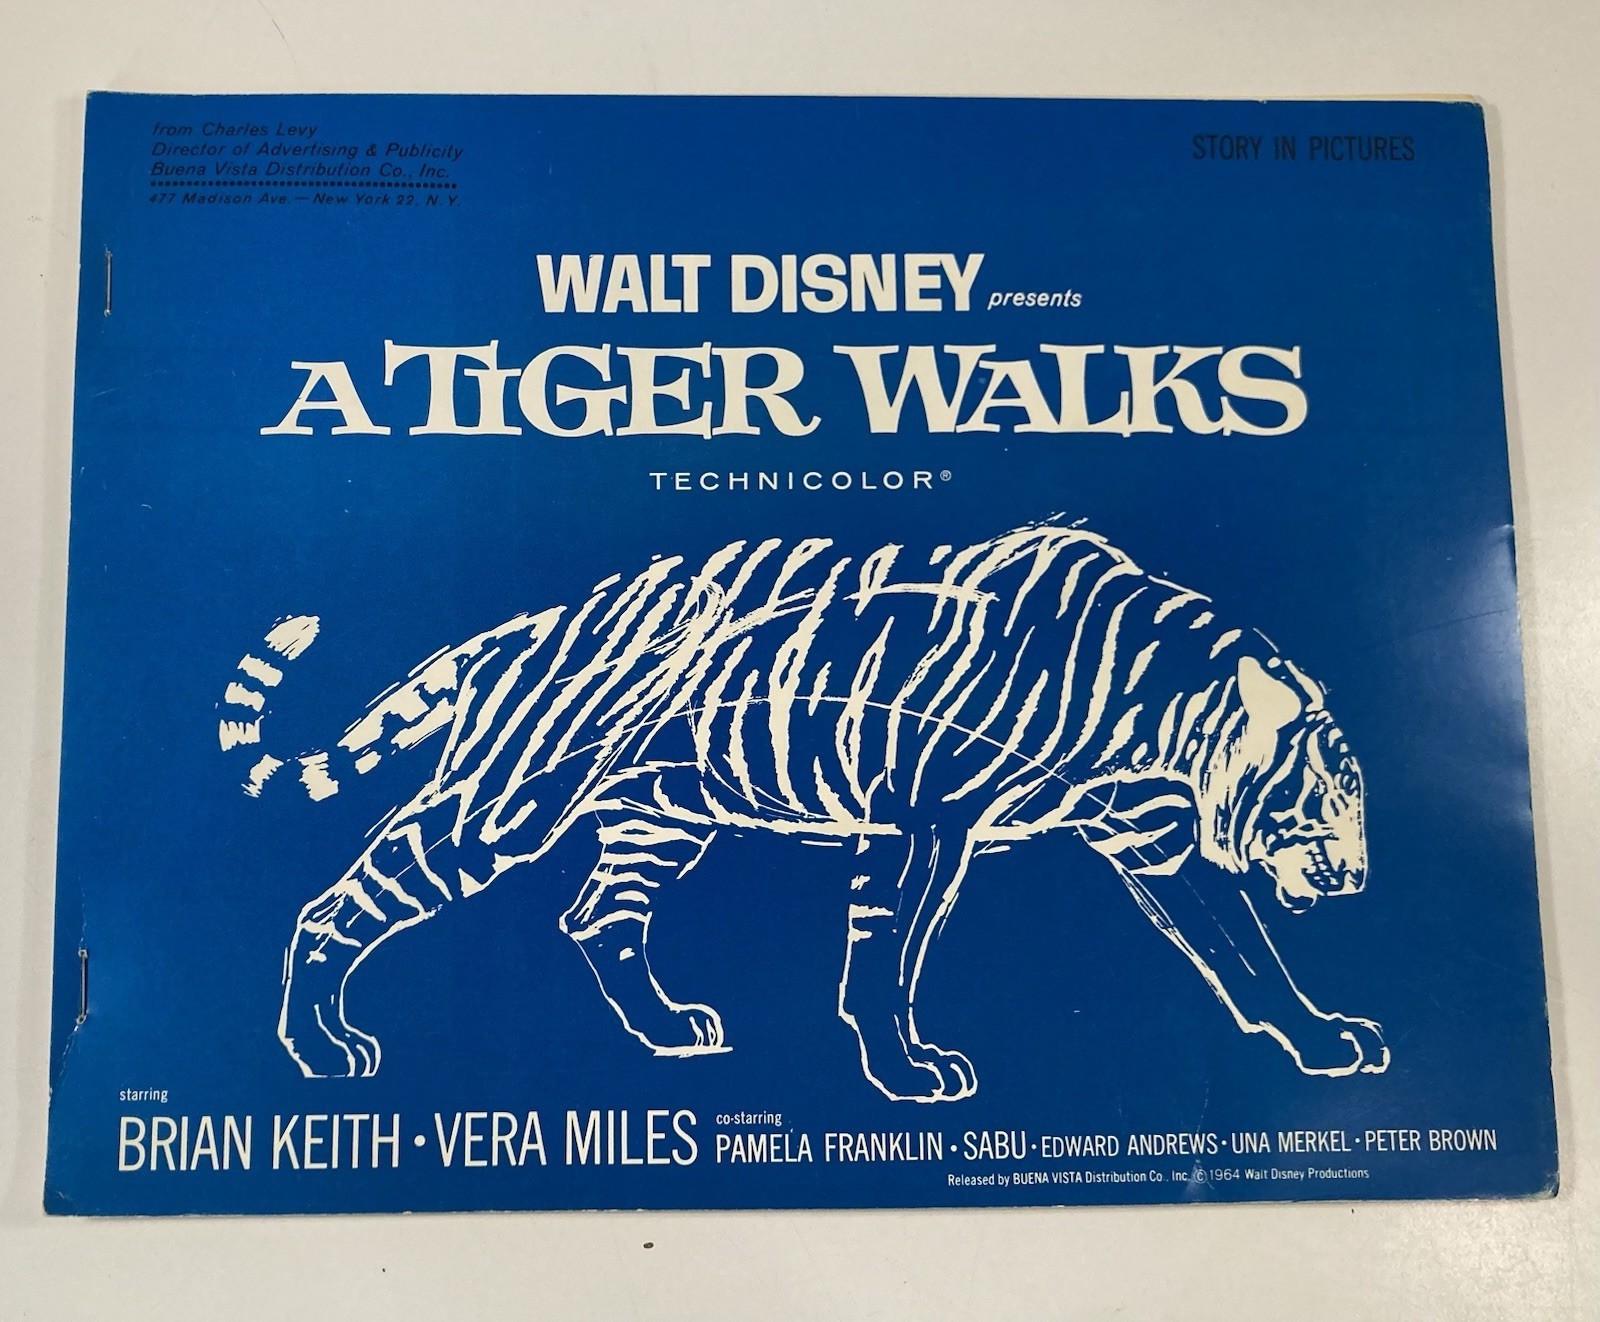 from Charles Levy
Director of Advertising & Publicity
Buena Vista Distribution Co., Inc.
477 Madison Ave. — New York 22, N.Y.
STORY IN PICTURES
WALT DISNEY presents
A TIGER WALKS
TECHNICOLOR®
starring
BRIAN KEITH • VERA MILES
co-starring
PAMELA FRANKLIN • SABU • EDWARD ANDREWS • UNA MERKEL • PETER BROWN
Released by BUENA VISTA Distribution Co., Inc. ©1964 Walt Disney Productions